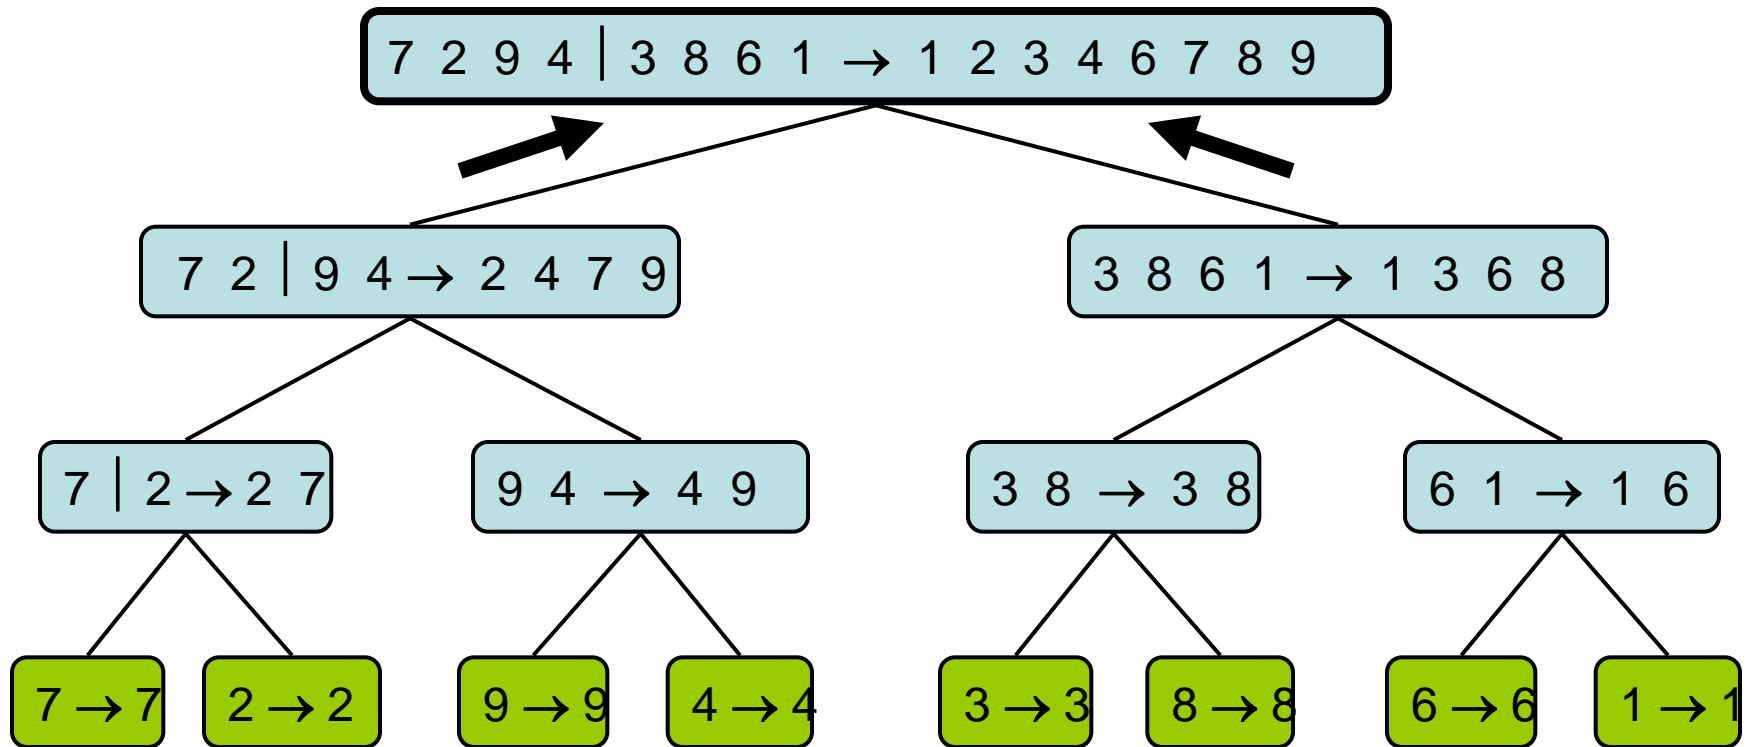 7 2 9 4 | 3 8 6 1 → 1 2 3 4 6 7 8 9
7 2 | 9 4 → 2 4 7 9
3 8 6 1 → 1 3 6 8
7 | 2 → 2 7
9 4 → 4 9
3 8 → 3 8
6 1 → 1 6
7 → 7
2 → 2
9 → 9
4 → 4
3 → 3
8 → 8
6 → 6
1 → 1